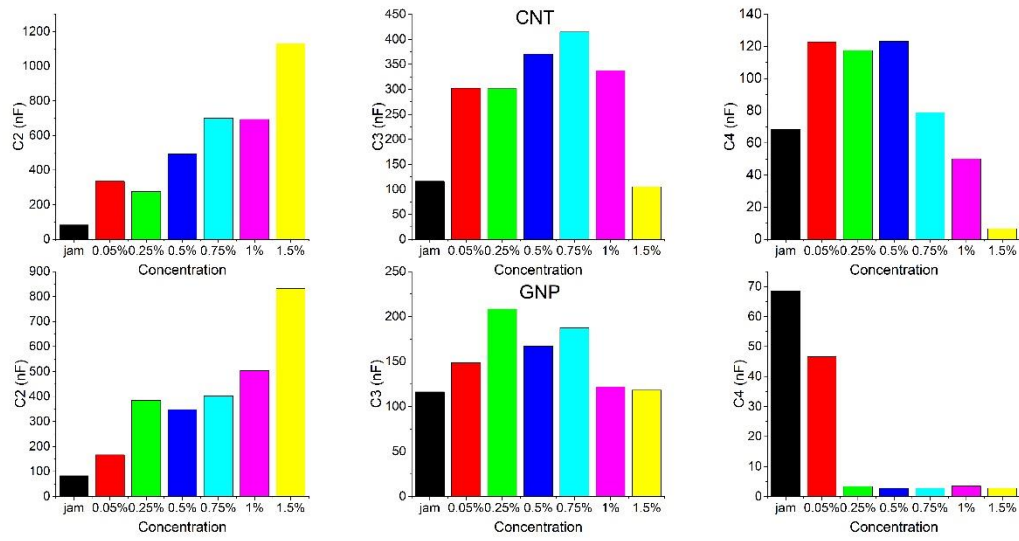 CNT
C2 (nF)
1200
1000
800
600
400
200
0
jam 0.05% 0.25% 0.5% 0.75% 1% 1.5%
Concentration
C3 (nF)
450
400
350
300
250
200
150
100
50
0
jam 0.05% 0.25% 0.5% 0.75% 1% 1.5%
Concentration
C4 (nF)
140
120
100
80
60
40
20
0
jam 0.05% 0.25% 0.5% 0.75% 1% 1.5%
Concentration
GNP
C2 (nF)
900
800
700
600
500
400
300
200
100
0
jam 0.05% 0.25% 0.5% 0.75% 1% 1.5%
Concentration
C3 (nF)
250
200
150
100
50
0
jam 0.05% 0.25% 0.5% 0.75% 1% 1.5%
Concentration
C4 (nF)
70
60
50
40
30
20
10
0
jam 0.05% 0.25% 0.5% 0.75% 1% 1.5%
Concentration